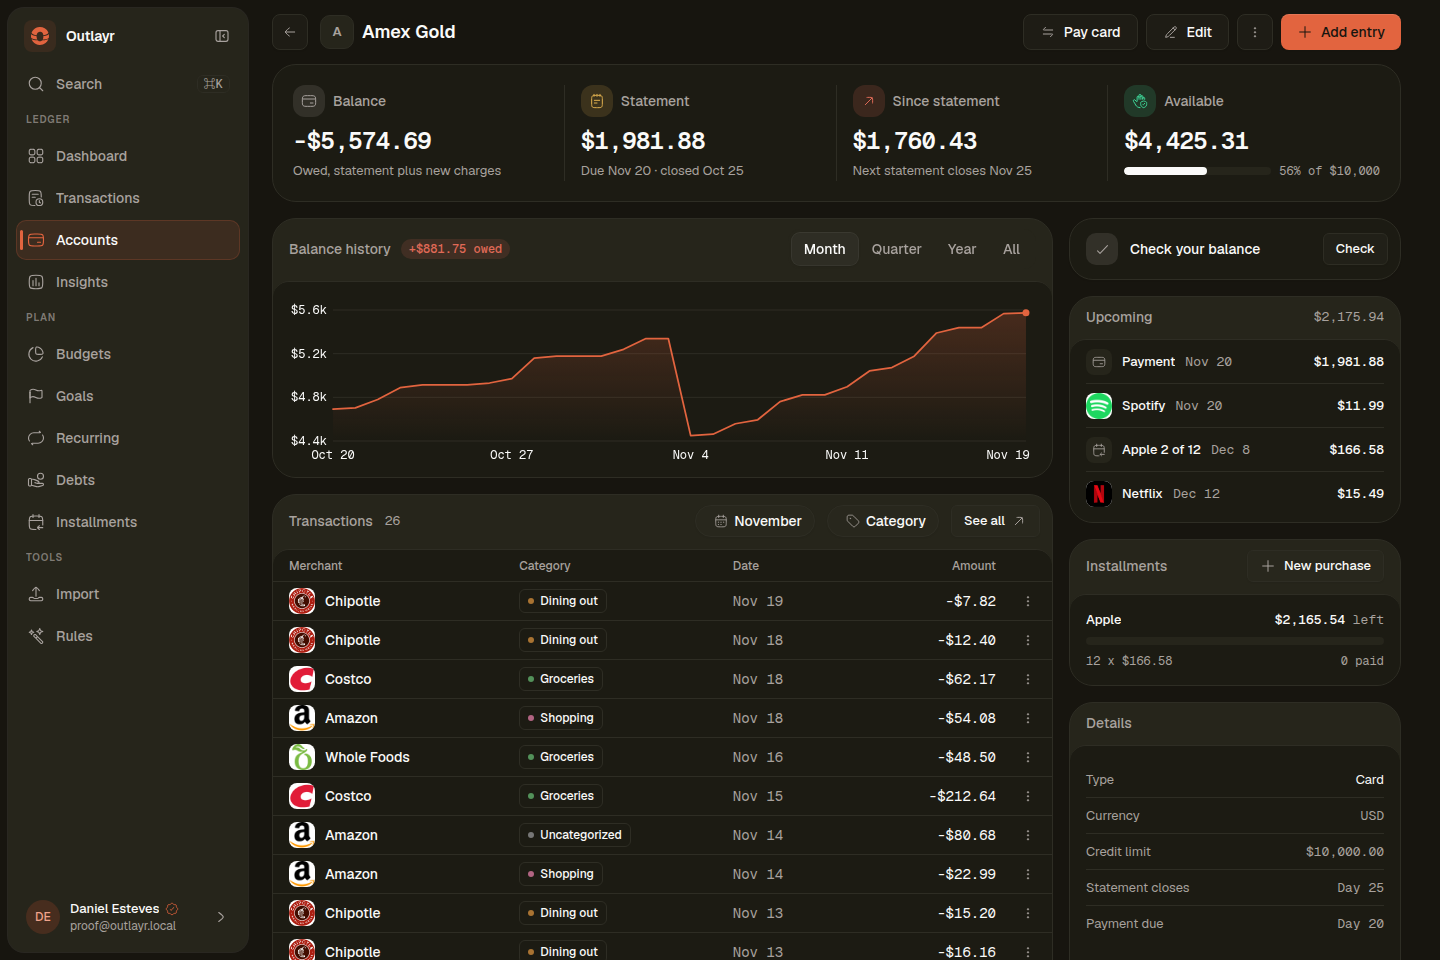 Outlayr
Search ⌘K
LEDGER
Dashboard
Transactions
Accounts
Insights
PLAN
Budgets
Goals
Recurring
Debts
Installments
TOOLS
Import
Rules
DE
Daniel Esteves
proof@outlayr.local
A Amex Gold
Pay card
Edit
Add entry
Balance
-$5,574.69
Owed, statement plus new charges
Statement
$1,981.88
Due Nov 20 · closed Oct 25
Since statement
$1,760.43
Next statement closes Nov 25
Available
$4,425.31
56% of $10,000
Balance history +$881.75 owed
Month Quarter Year All
$5.6k
$5.2k
$4.8k
$4.4k
Oct 20 Oct 27 Nov 4 Nov 11 Nov 19
Transactions 26
November Category See all
Merchant Category Date Amount
Chipotle Dining out Nov 19 -$7.82
Chipotle Dining out Nov 18 -$12.40
Costco Groceries Nov 18 -$62.17
Amazon Shopping Nov 18 -$54.08
Whole Foods Groceries Nov 16 -$48.50
Costco Groceries Nov 15 -$212.64
Amazon Uncategorized Nov 14 -$80.68
Amazon Shopping Nov 14 -$22.99
Chipotle Dining out Nov 13 -$15.20
Chipotle Dining out Nov 13 -$16.16
Check your balance Check
Upcoming $2,175.94
Payment Nov 20 $1,981.88
Spotify Nov 20 $11.99
Apple 2 of 12 Dec 8 $166.58
Netflix Dec 12 $15.49
Installments New purchase
Apple $2,165.54 left
12 x $166.58 0 paid
Details
Type Card
Currency USD
Credit limit $10,000.00
Statement closes Day 25
Payment due Day 20